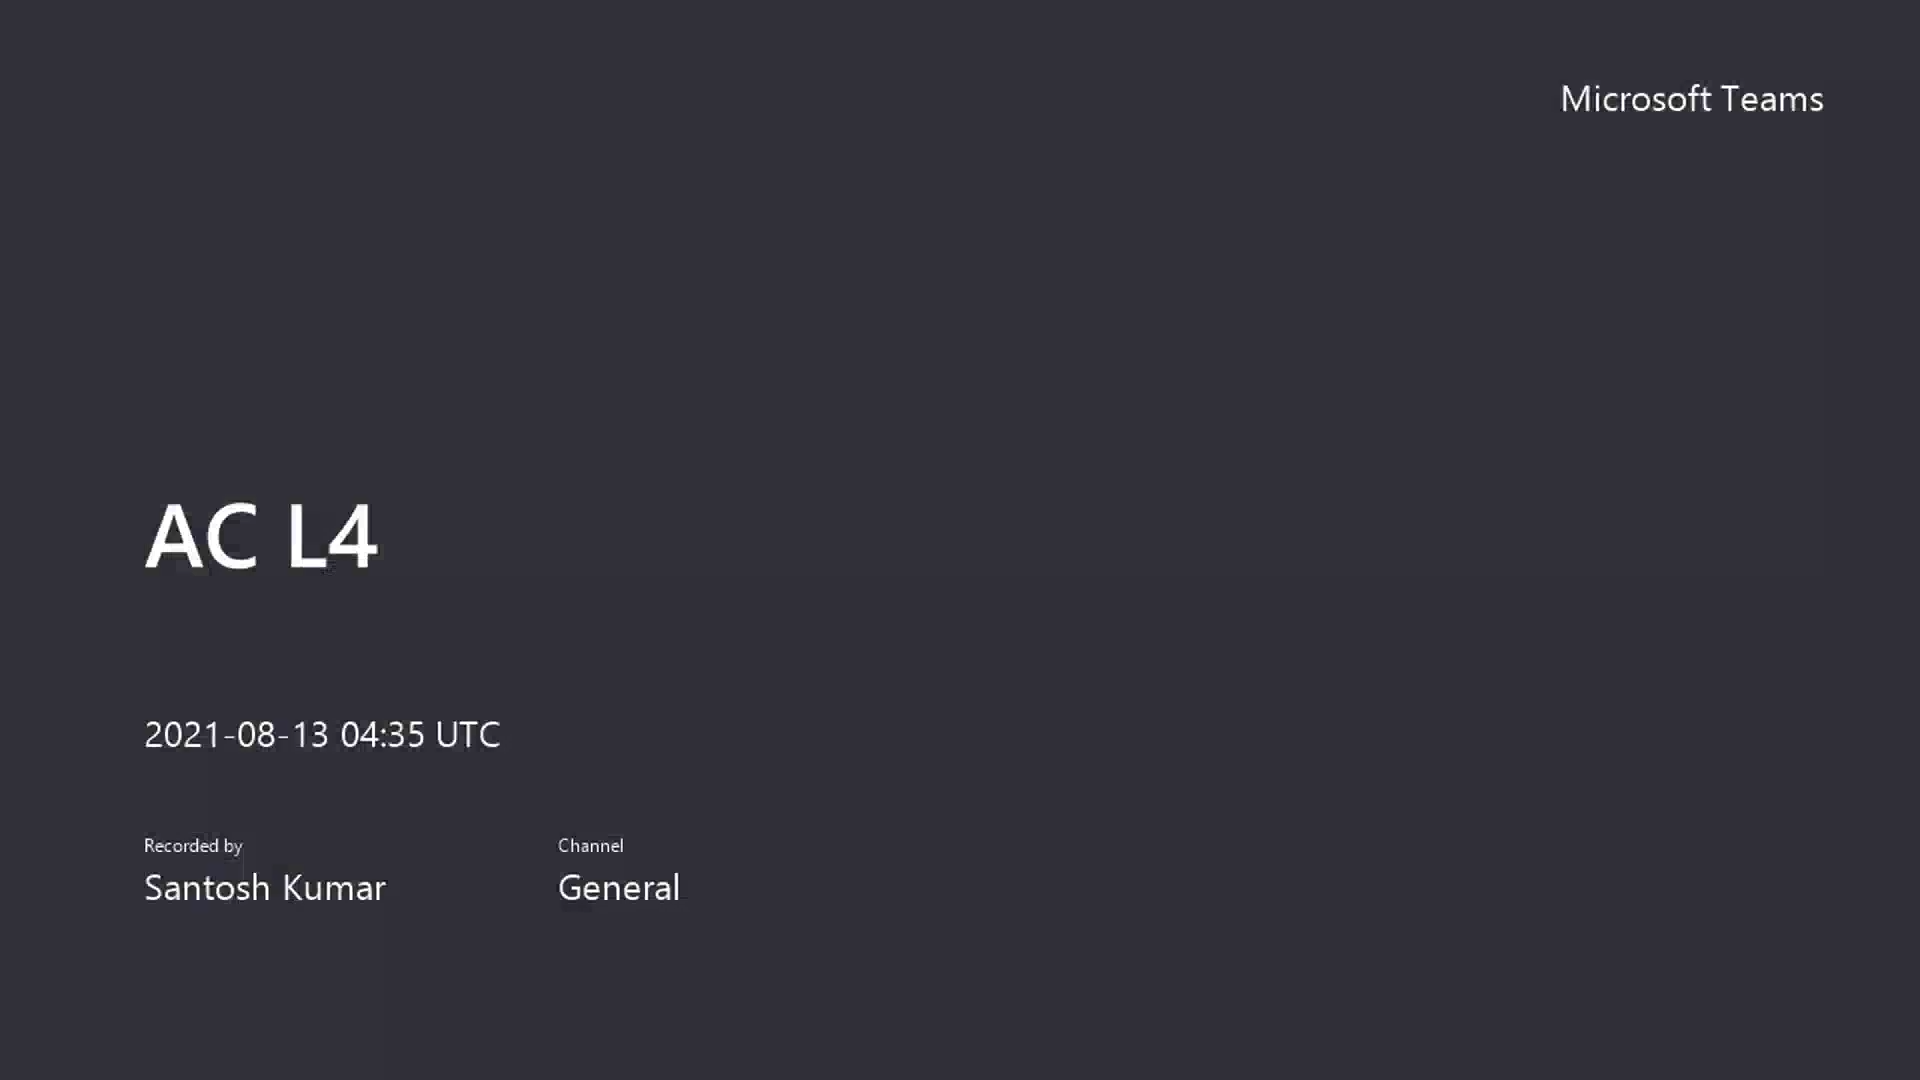 Microsoft Teams
AC L4
2021-08-13 04:35 UTC
Recorded by
Santosh Kumar
Channel
General